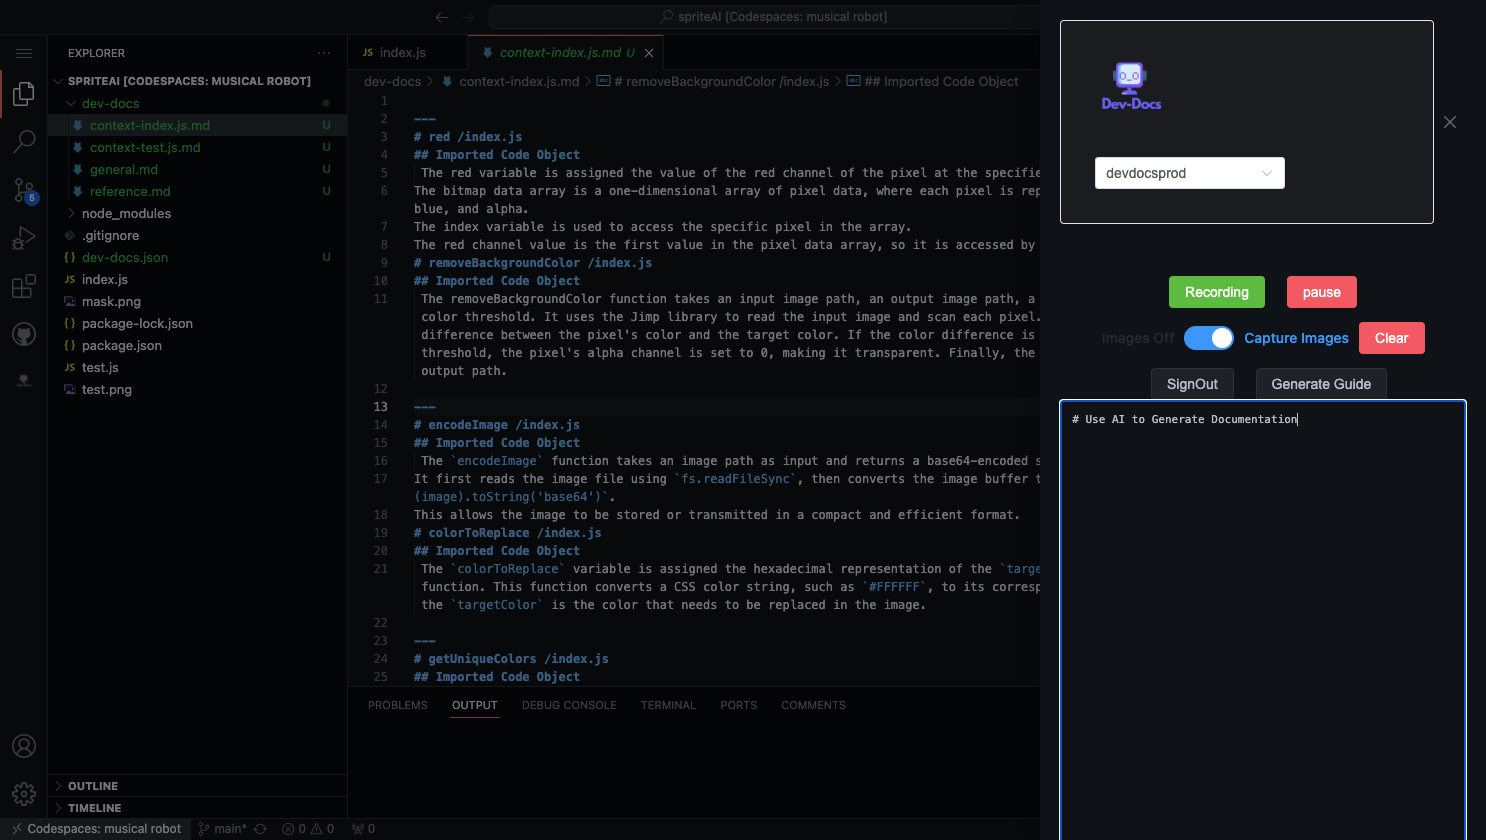 spriteAI [Codespaces: musical robot]
EXPLORER
SPRITEAI [CODESPACES: MUSICAL ROBOT]
dev-docs
context-index.js.md U
context-test.js.md U
general.md U
reference.md U
node_modules
.gitignore
{} dev-docs.json U
JS index.js
mask.png
{} package-lock.json
{} package.json
JS test.js
test.png
OUTLINE
TIMELINE
5
JS index.js
context-index.js.md U
dev-docs > context-index.js.md > # removeBackgroundColor /index.js > ## Imported Code Object
1
2 ---
3 # red /index.js
4 ## Imported Code Object
5 The red variable is assigned the value of the red channel of the pixel at the specifie
6 The bitmap data array is a one-dimensional array of pixel data, where each pixel is rep
blue, and alpha.
7 The index variable is used to access the specific pixel in the array.
8 The red channel value is the first value in the pixel data array, so it is accessed by
9 # removeBackgroundColor /index.js
10 ## Imported Code Object
11 The removeBackgroundColor function takes an input image path, an output image path, a
color threshold. It uses the Jimp library to read the input image and scan each pixel.
difference between the pixel's color and the target color. If the color difference is
threshold, the pixel's alpha channel is set to 0, making it transparent. Finally, the
output path.
12
13 ---
14 # encodeImage /index.js
15 ## Imported Code Object
16 The `encodeImage` function takes an image path as input and returns a base64-encoded s
17 It first reads the image file using `fs.readFileSync`, then converts the image buffer t
(image).toString('base64')`.
18 This allows the image to be stored or transmitted in a compact and efficient format.
19 # colorToReplace /index.js
20 ## Imported Code Object
21 The `colorToReplace` variable is assigned the hexadecimal representation of the `targe
function. This function converts a CSS color string, such as `#FFFFFF`, to its corresp
the `targetColor` is the color that needs to be replaced in the image.
22
23 ---
24 # getUniqueColors /index.js
25 ## Imported Code Object
PROBLEMS OUTPUT DEBUG CONSOLE TERMINAL PORTS COMMENTS
Codespaces: musical robot main* 0 0 0
Dev-Docs
devdocsprod
Recording pause
Images Off Capture Images Clear
SignOut Generate Guide
# Use AI to Generate Documentation